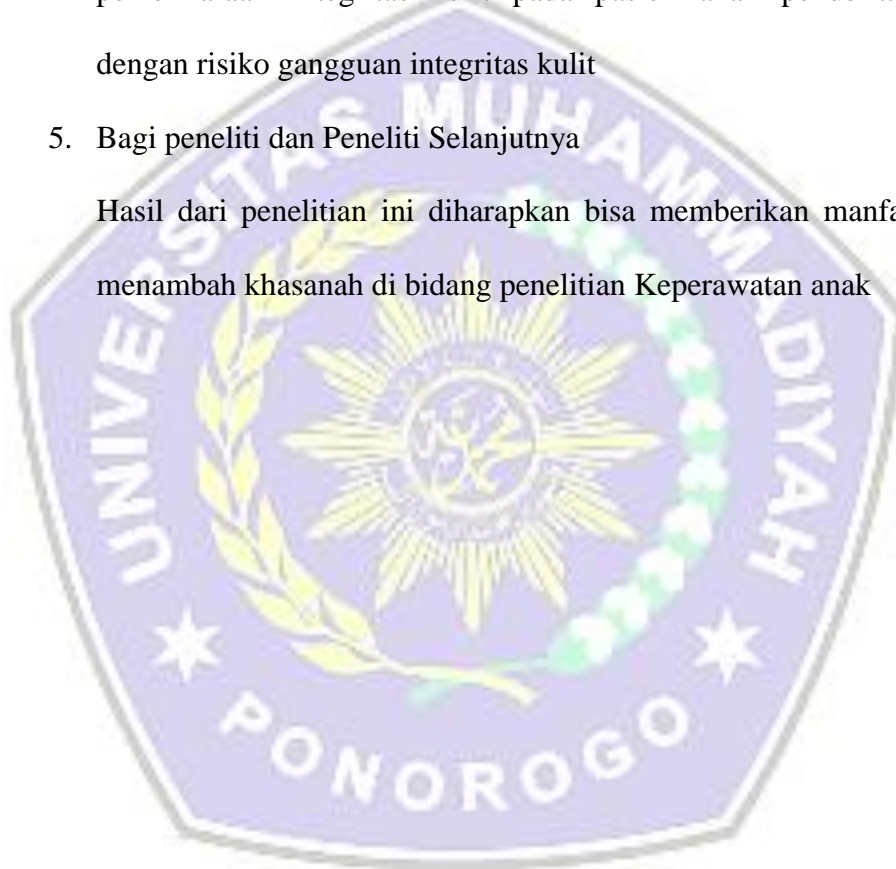 dengan risiko gangguan integritas kulit
5. Bagi peneliti dan Peneliti Selanjutnya
Hasil dari penelitian ini diharapkan bisa memberikan
menambah khasanah di bidang penelitian Keperawatan anak
UNIVERSITAS MUHAMMADIYAH
PONOROGO